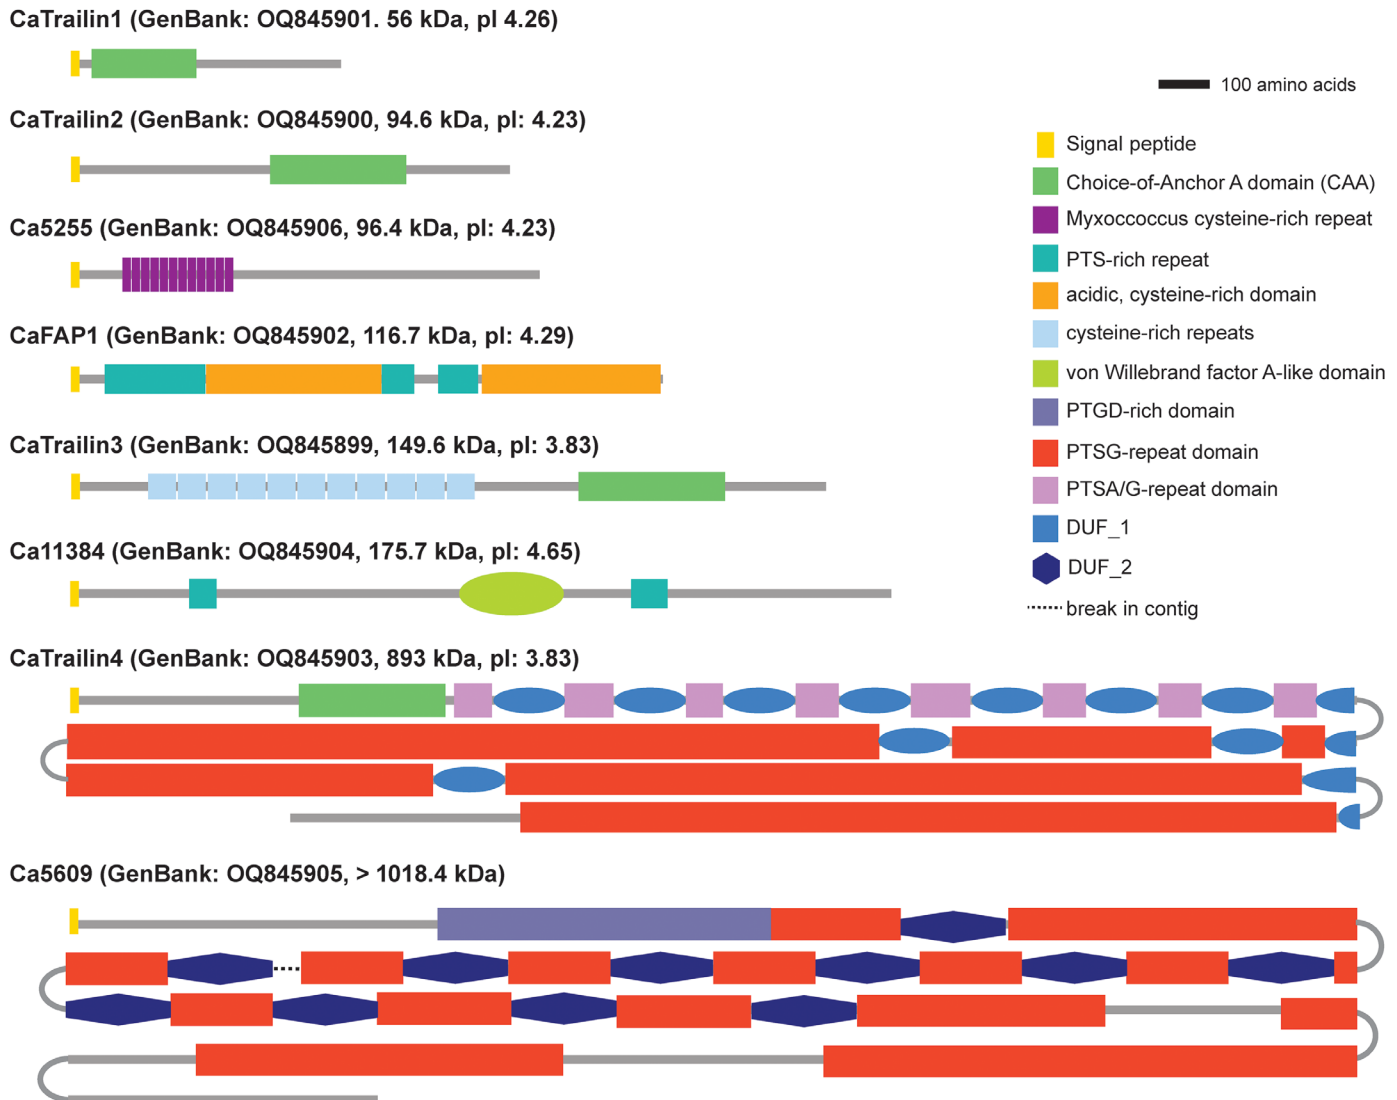 CaTrailin1 (GenBank: OQ845901. 56 kDa, pI 4.26)
100 amino acids
CaTrailin2 (GenBank: OQ845900, 94.6 kDa, pI: 4.23)
Signal peptide
Choice-of-Anchor A domain (CAA)
Myxoccoccus cysteine-rich repeat
PTS-rich repeat
acidic, cysteine-rich domain
cysteine-rich repeats
von Willebrand factor A-like domain
PTGD-rich domain
PTSG-repeat domain
PTSA/G-repeat domain
DUF_1
DUF_2
break in contig
Ca5255 (GenBank: OQ845906, 96.4 kDa, pI: 4.23)
CaFAP1 (GenBank: OQ845902, 116.7 kDa, pI: 4.29)
CaTrailin3 (GenBank: OQ845899, 149.6 kDa, pI: 3.83)
Ca11384 (GenBank: OQ845904, 175.7 kDa, pI: 4.65)
CaTrailin4 (GenBank: OQ845903, 893 kDa, pI: 3.83)
Ca5609 (GenBank: OQ845905, > 1018.4 kDa)